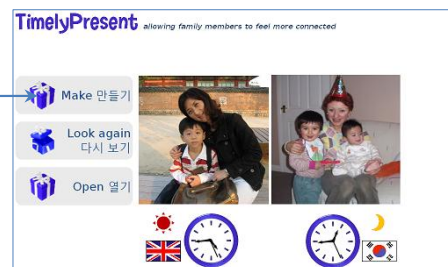 TimelyPresent allowing family members to feel more connected
Make 만들기
Look again
다시 보기
Open 열기